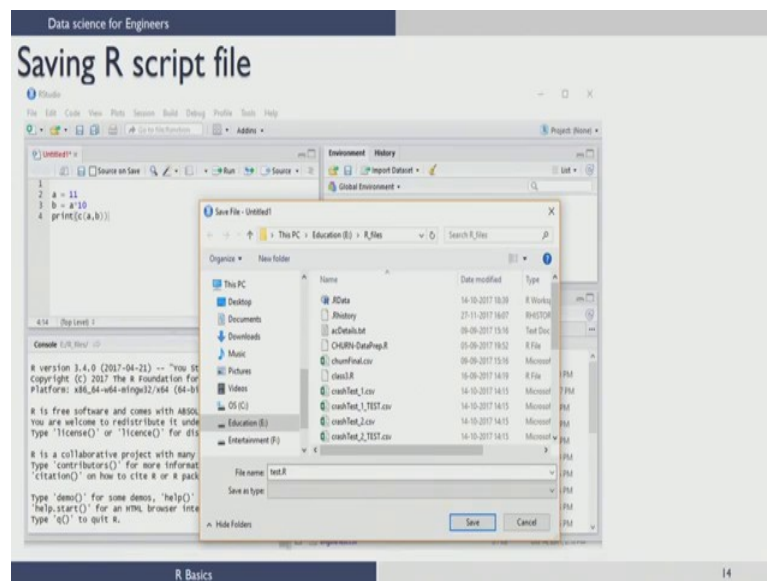 Data science for Engineers
Saving R script file
RStudio
File Edit Code View Plots Session Build Debug Profile Tools Help
Go to file/function Addins
Project: (None)
Untitled1*
Source on Save Run Source
1
2 a = 11
3 b = a*10
4 print(c(a,b))
4:14 (Top Level)
Environment History
Import Dataset List
Global Environment
Save File - Untitled1
This PC > Education (E:) > R_files
Search R_files
Organize New folder
This PC
Desktop
Documents
Downloads
Music
Pictures
Videos
OS (C:)
Education (E:)
Entertainment (F:)
Name Date modified Type
.RData 14-10-2017 18:39 R Worksp
.Rhistory 27-11-2017 16:07 RHISTOR
acDetails.txt 09-09-2017 15:16 Text Doc
CHURN-DataPrep.R 05-09-2017 19:52 R File
churnFinal.csv 09-09-2017 15:16 Microsof
class3.R 16-08-2017 14:19 R File
crashTest_1.csv 14-10-2017 14:15 Microsof
crashTest_1_TEST.csv 14-10-2017 14:15 Microsof
crashTest_2.csv 14-10-2017 14:15 Microsof
crashTest_2_TEST.csv 14-10-2017 14:15 Microsof
File name: test.R
Save as type:
Hide Folders
Save Cancel
Console E:/R_files/
R version 3.4.0 (2017-04-21) -- "You St
Copyright (C) 2017 The R Foundation for
Platform: x86_64-w64-mingw32/x64 (64-bi
R is free software and comes with ABSOL
You are welcome to redistribute it unde
Type 'license()' or 'licence()' for dis
R is a collaborative project with many
Type 'contributors()' for more informat
'citation()' on how to cite R or R pack
Type 'demo()' for some demos, 'help()'
'help.start()' for an HTML browser inte
Type 'q()' to quit R.
R Basics
14